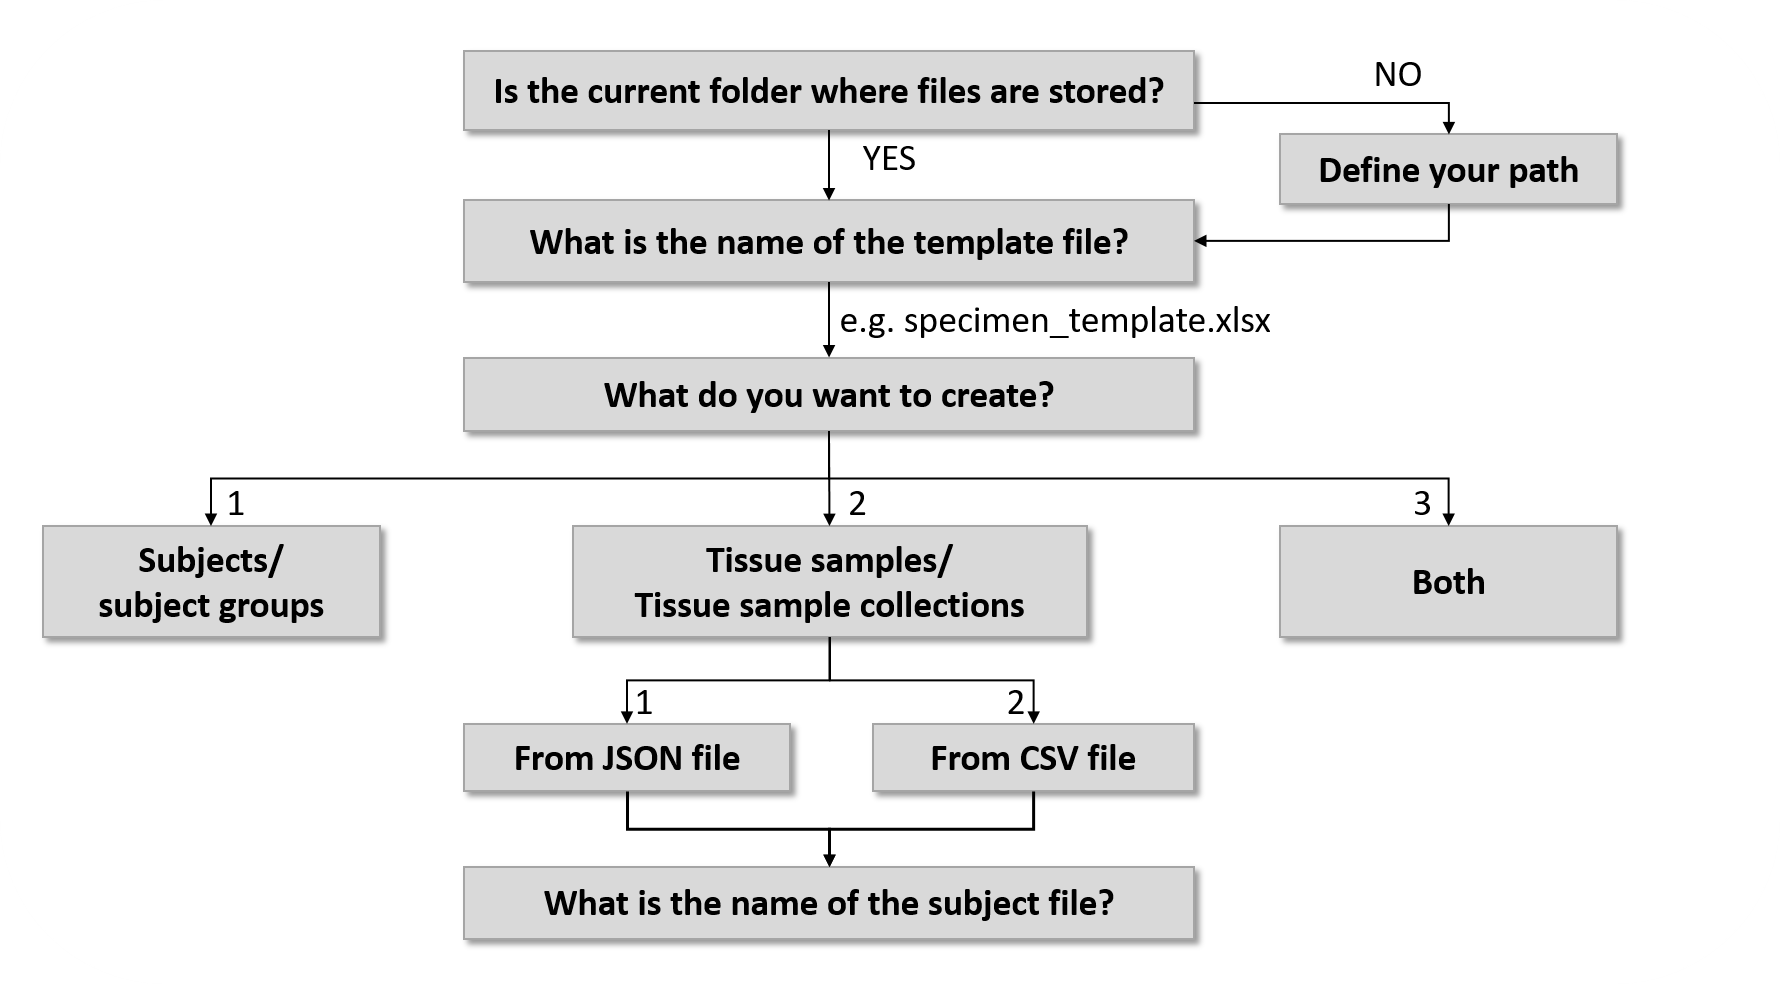 Is the current folder where files are stored?
NO
YES
Define your path
What is the name of the template file?
e.g. specimen_template.xlsx
What do you want to create?
1
2
3
Subjects/
subject groups
Tissue samples/
Tissue sample collections
Both
1
2
From JSON file
From CSV file
What is the name of the subject file?